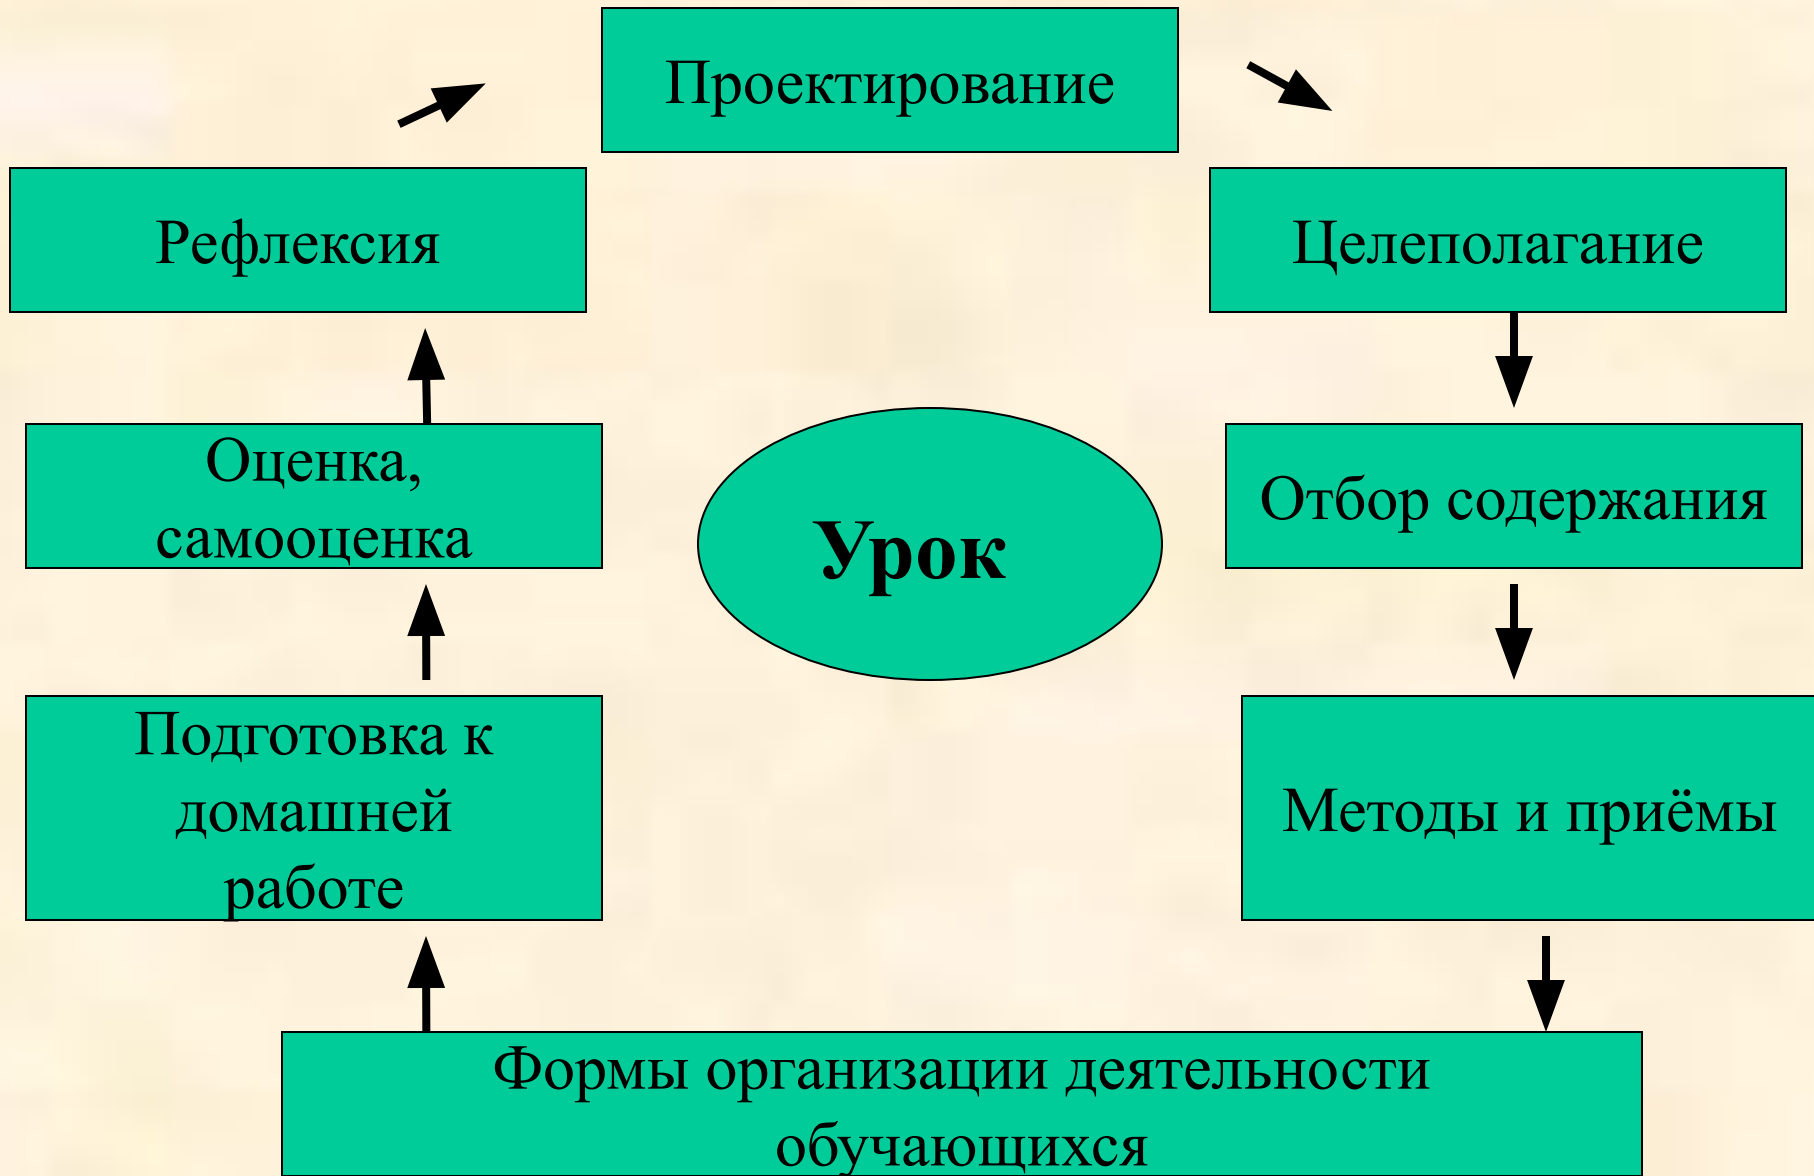 Проектирование
Рефлексия
Целеполагание
Оценка,
самооценка
Урок
Отбор содержания
Подготовка к
домашней
работе
Методы и приёмы
Формы организации деятельности
обучающихся